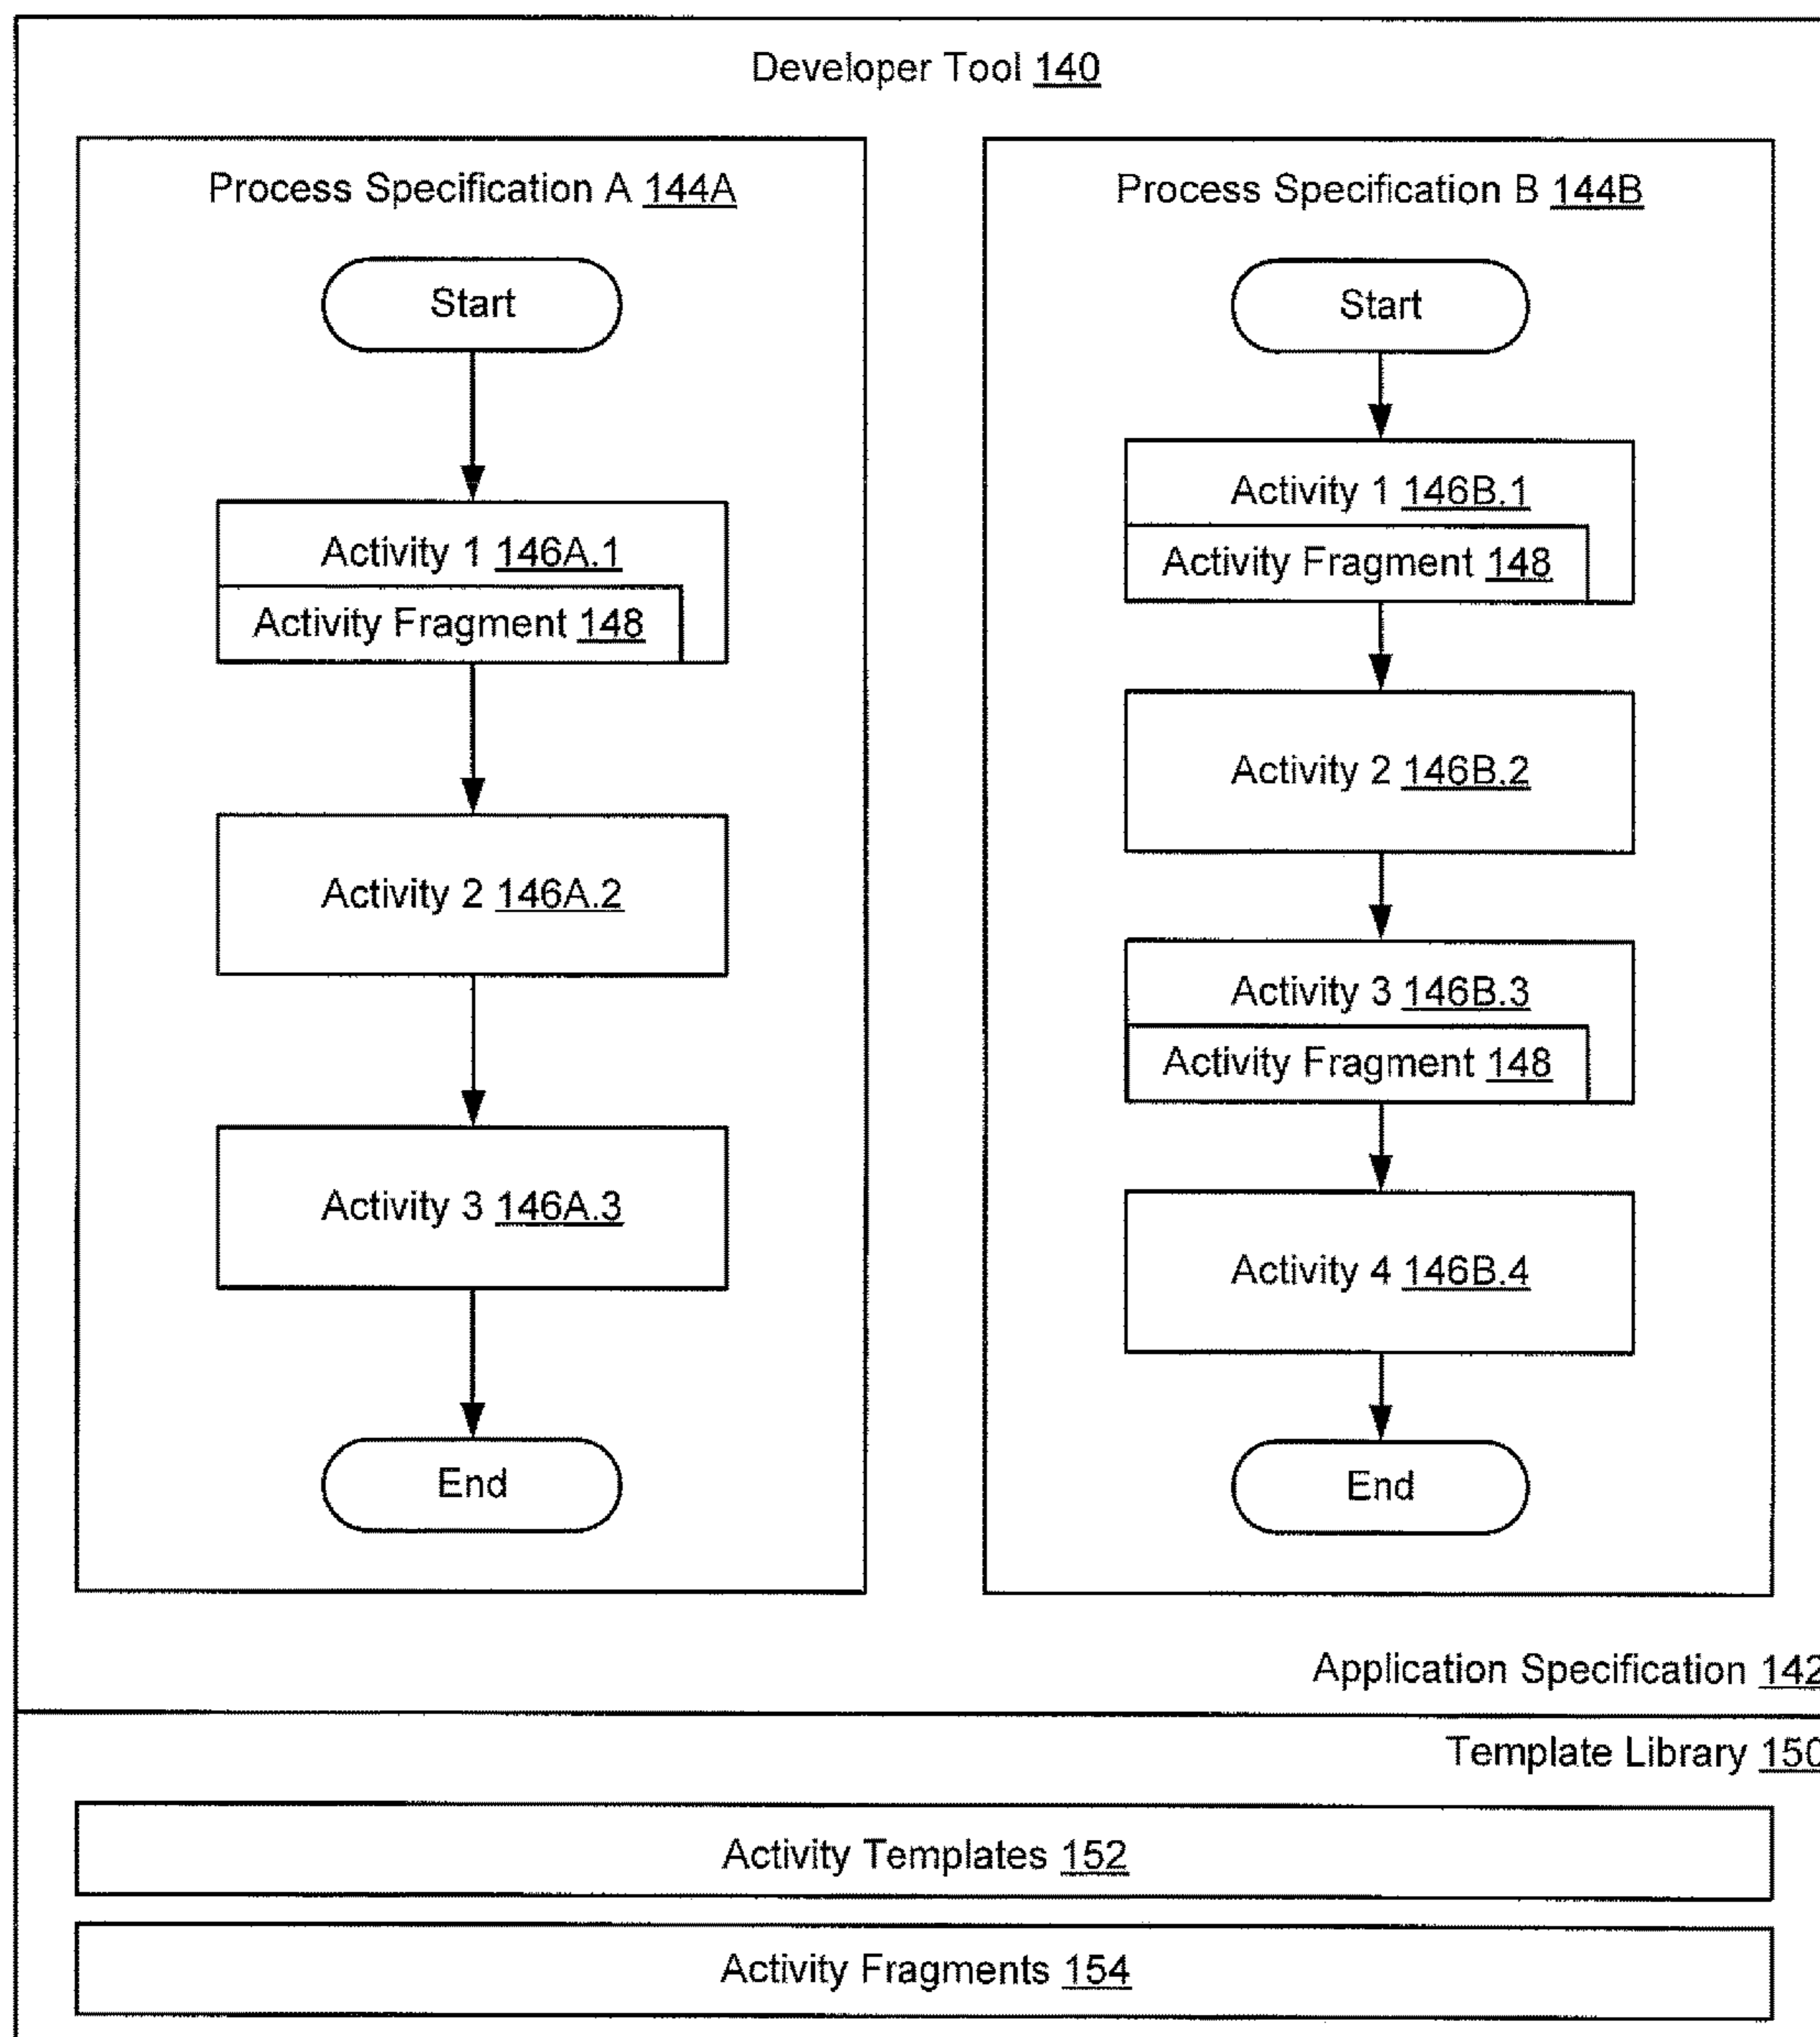 Developer Tool 140
Process Specification A 144A
Start
Activity 1 146A.1
Activity Fragment 148
Activity 2 146A.2
Activity 3 146A.3
End
Process Specification B 144B
Start
Activity 1 146B.1
Activity Fragment 148
Activity 2 146B.2
Activity 3 146B.3
Activity Fragment 148
Activity 4 146B.4
End
Application Specification 142
Template Library 150
Activity Templates 152
Activity Fragments 154